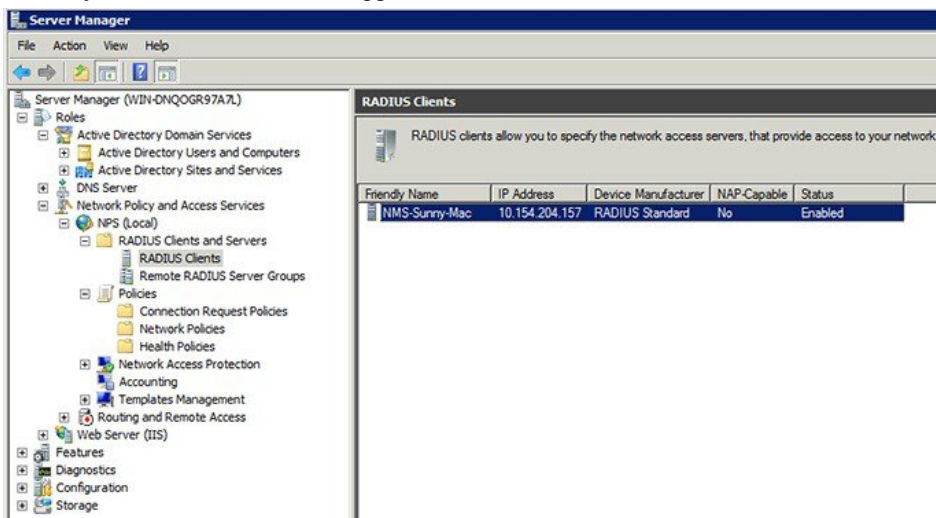 Server Manager
File Action View Help
Server Manager (WIN-DNQOGR97A7L)
Roles
Active Directory Domain Services
Active Directory Users and Computers
Active Directory Sites and Services
DNS Server
Network Policy and Access Services
NPS (Local)
RADIUS Clients and Servers
RADIUS Clients
Remote RADIUS Server Groups
Policies
Connection Request Policies
Network Policies
Health Policies
Network Access Protection
Accounting
Templates Management
Routing and Remote Access
Web Server (IIS)
Features
Diagnostics
Configuration
Storage
RADIUS Clients
RADIUS clients allow you to specify the network access servers, that provide access to your network
Friendly Name IP Address Device Manufacturer NAP-Capable Status
NMS-Sunny-Mac 10.154.204.157 RADIUS Standard No Enabled